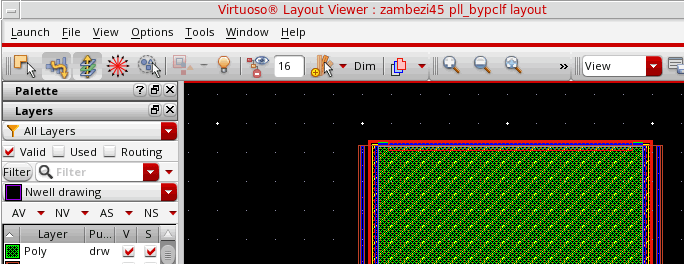 Virtuoso® Layout Viewer : zambezi45 pll_bypclf layout
Launch File View Options Tools Window Help
16 Dim » » View
Palette ?
Layers ?
All Layers
Valid Used Routing
Filter Filter
Nwell drawing
AV NV AS NS
Layer Pu... V S
Poly drw